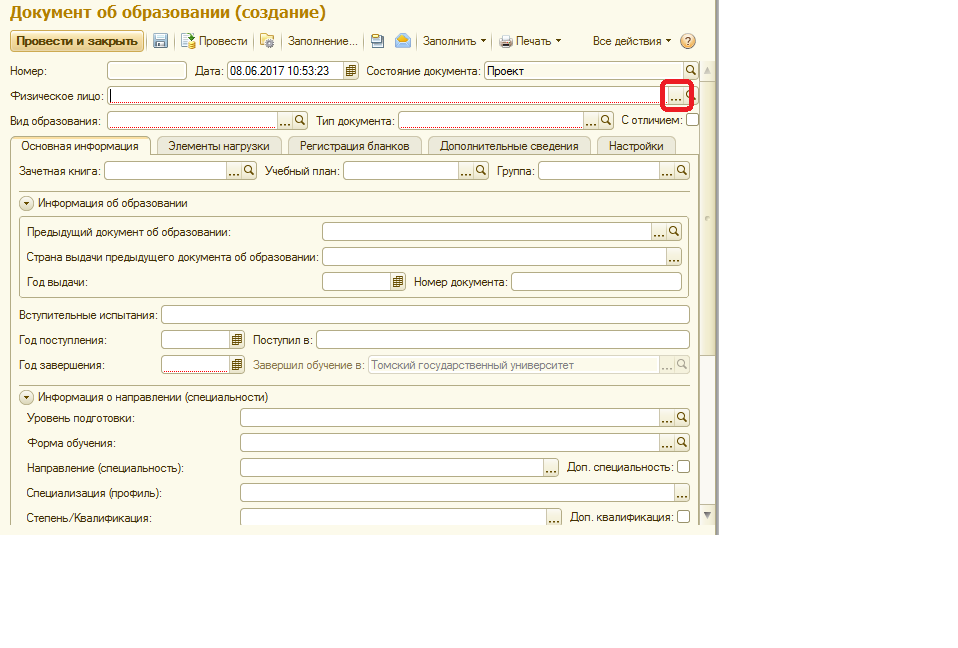 Документ об образовании (создание)
Провести и закрыть Провести Заполнение... Заполнить Печать Все действия ?
Номер: Дата: 08.06.2017 10:53:23 Состояние документа: Проект
Физическое лицо: ...
Вид образования: ... Тип документа: ... С отличием:
Основная информация Элементы нагрузки Регистрация бланков Дополнительные сведения Настройки
Зачетная книга: ... Учебный план: ... Группа: ...
Информация об образовании
Предыдущий документ об образовании: ...
Страна выдачи предыдущего документа об образовании: ...
Год выдачи: Номер документа:
Вступительные испытания:
Год поступления: Поступил в:
Год завершения: Завершил обучение в: Томский государственный университет ...
Информация о направлении (специальности)
Уровень подготовки: ...
Форма обучения: ...
Направление (специальность): ... Доп. специальность:
Специализация (профиль): ...
Степень/Квалификация: ... Доп. квалификация: